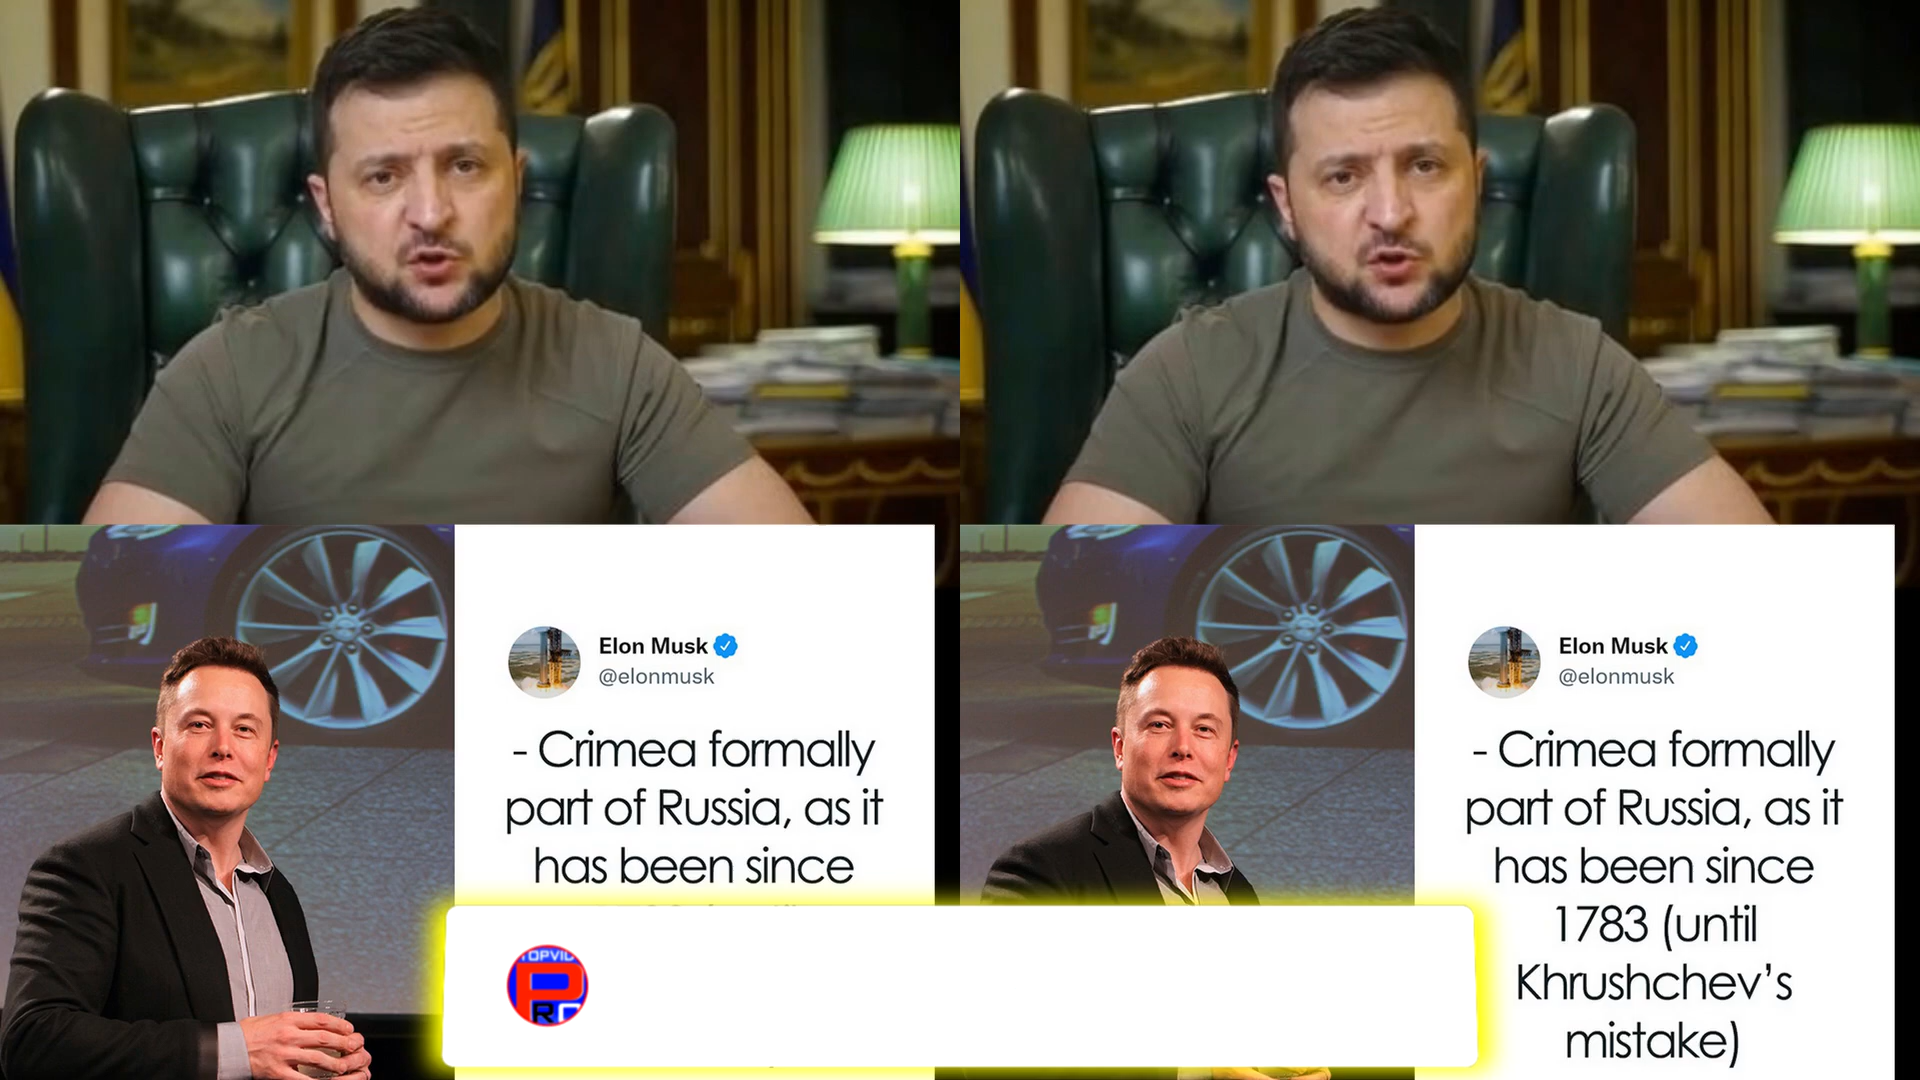 Elon Musk
@elonmusk
- Crimea formally
part of Russia, as it
has been since
Elon Musk
@elonmusk
- Crimea formally
part of Russia, as it
has been since
1783 (until
Khrushchev's
mistake)
TOPVID
P
R